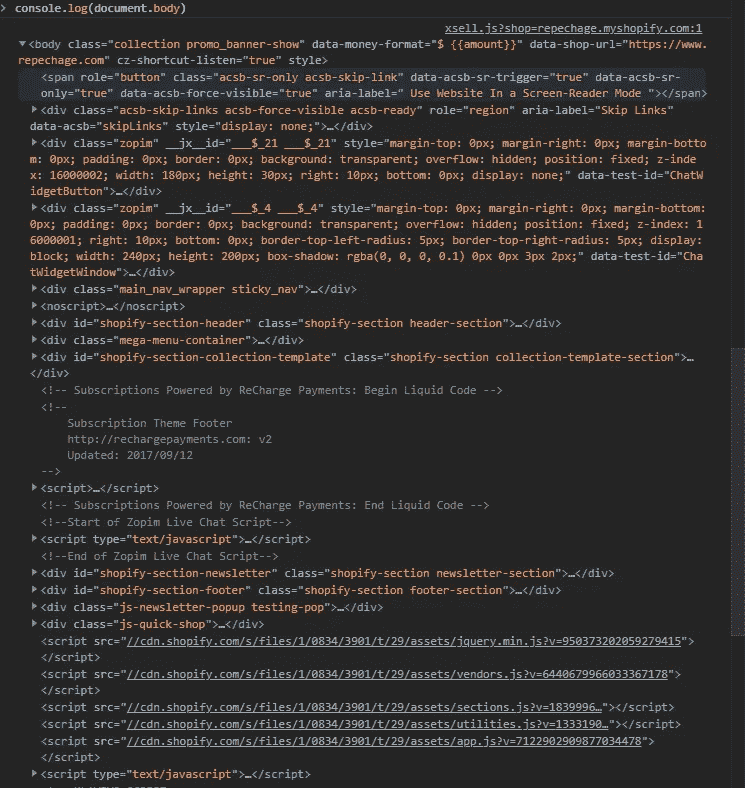 console.log(document.body)
xsell.js?shop=repechage.myshopify.com:1
<body class="collection promo_banner-show" data-money-format="$ {{amount}}" data-shop-url="https://www.
repechage.com" cz-shortcut-listen="true" style>
<span role="button" class="acsb-sr-only acsb-skip-link" data-acsb-sr-trigger="true" data-acsb-sr-
only="true" data-acsb-force-visible="true" aria-label=" Use Website In a Screen-Reader Mode "></span>
<div class="acsb-skip-links acsb-force-visible acsb-ready" role="region" aria-label="Skip Links"
data-acsb="skipLinks" style="display: none;">…</div>
<div class="zopim" __jx__id="___$_21 ___$_21" style="margin-top: 0px; margin-right: 0px; margin-botto
m: 0px; padding: 0px; border: 0px; background: transparent; overflow: hidden; position: fixed; z-inde
x: 16000002; width: 180px; height: 30px; right: 10px; bottom: 0px; display: none;" data-test-id="ChatW
idgetButton">…</div>
<div class="zopim" __jx__id="___$_4 ___$_4" style="margin-top: 0px; margin-right: 0px; margin-bottom:
0px; padding: 0px; border: 0px; background: transparent; overflow: hidden; position: fixed; z-index: 1
6000001; right: 10px; bottom: 0px; border-top-left-radius: 5px; border-top-right-radius: 5px; display:
block; width: 240px; height: 200px; box-shadow: rgba(0, 0, 0, 0.1) 0px 0px 3px 2px;" data-test-id="Cha
tWidgetWindow">…</div>
<div class="main_nav_wrapper sticky_nav">…</div>
<noscript>…</noscript>
<div id="shopify-section-header" class="shopify-section header-section">…</div>
<div class="mega-menu-container">…</div>
<div id="shopify-section-collection-template" class="shopify-section collection-template-section">…
</div>
<!-- Subscriptions Powered by ReCharge Payments: Begin Liquid Code -->
<!--
Subscription Theme Footer
http://rechargepayments.com: v2
Updated: 2017/09/12
-->
<script>…</script>
<!-- Subscriptions Powered by ReCharge Payments: End Liquid Code -->
<!--Start of Zopim Live Chat Script-->
<script type="text/javascript">…</script>
<!--End of Zopim Live Chat Script-->
<div id="shopify-section-newsletter" class="shopify-section newsletter-section">…</div>
<div id="shopify-section-footer" class="shopify-section footer-section">…</div>
<div class="js-newsletter-popup testing-pop">…</div>
<div class="js-quick-shop">…</div>
<script src="//cdn.shopify.com/s/files/1/0834/3901/t/29/assets/jquery.min.js?v=950373202059279415">
</script>
<script src="//cdn.shopify.com/s/files/1/0834/3901/t/29/assets/vendors.js?v=6440679966033367178">
</script>
<script src="//cdn.shopify.com/s/files/1/0834/3901/t/29/assets/sections.js?v=1839996…"></script>
<script src="//cdn.shopify.com/s/files/1/0834/3901/t/29/assets/utilities.js?v=1333190…"></script>
<script src="//cdn.shopify.com/s/files/1/0834/3901/t/29/assets/app.js?v=7122902909877034478">
</script>
<script type="text/javascript">…</script>